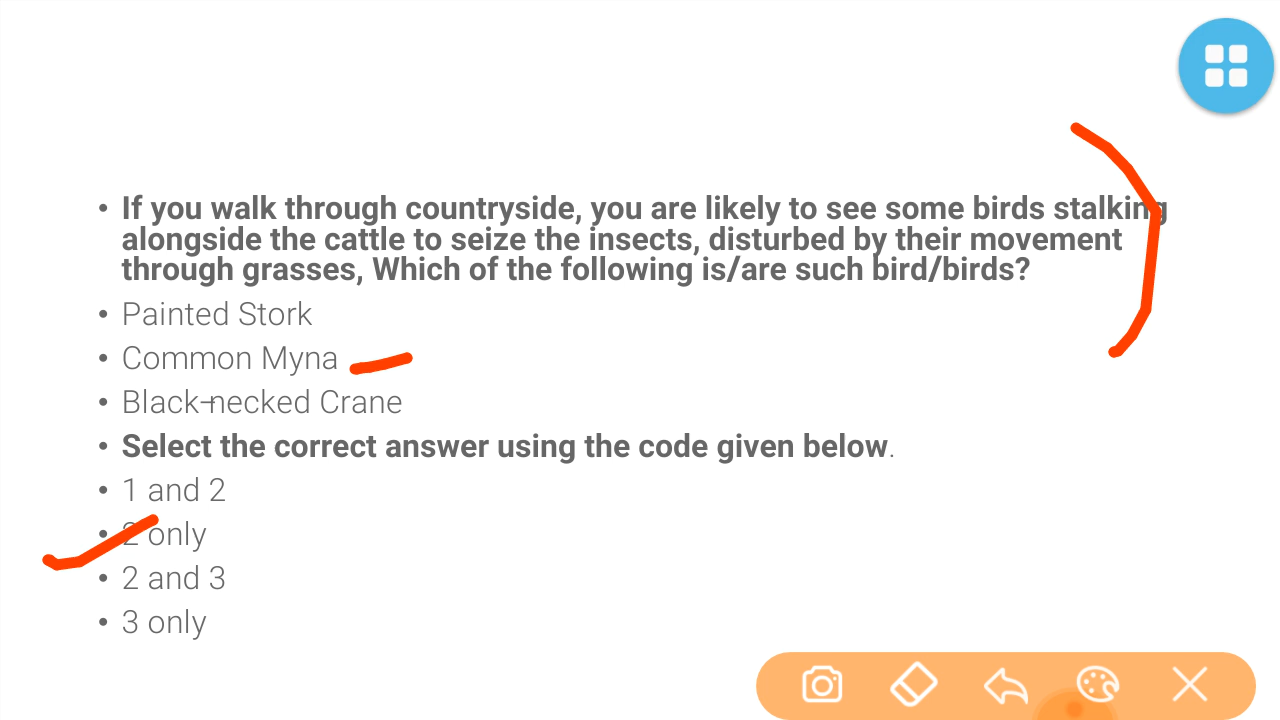 • If you walk through countryside, you are likely to see some birds stalking
alongside the cattle to seize the insects, disturbed by their movement
through grasses, Which of the following is/are such bird/birds?
• Painted Stork
• Common Myna
• Black¬necked Crane
• Select the correct answer using the code given below.
• 1 and 2
• 2 only
• 2 and 3
• 3 only